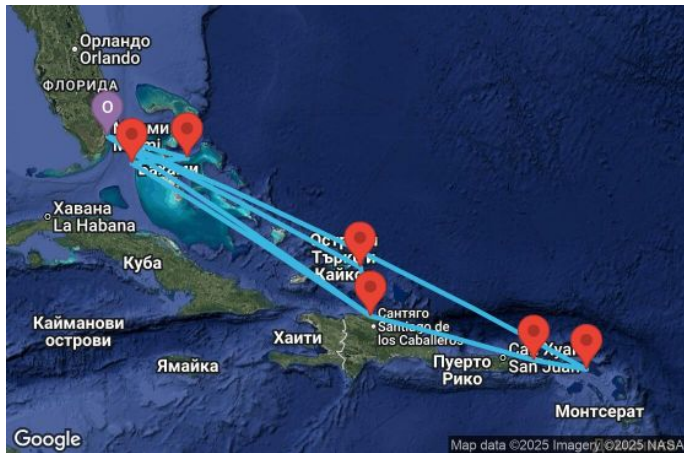 Орландо
Orlando
ФЛОРИДА
O
Хавана
La Habana
Куба
Кайманови
острови
Ямайка
Хаити
Сантяго
Santiago de
los Caballeros
Пуерто
Рико
San Juan
Монтсерат
Google
Map data ©2025 Imagery ©2025 NASA